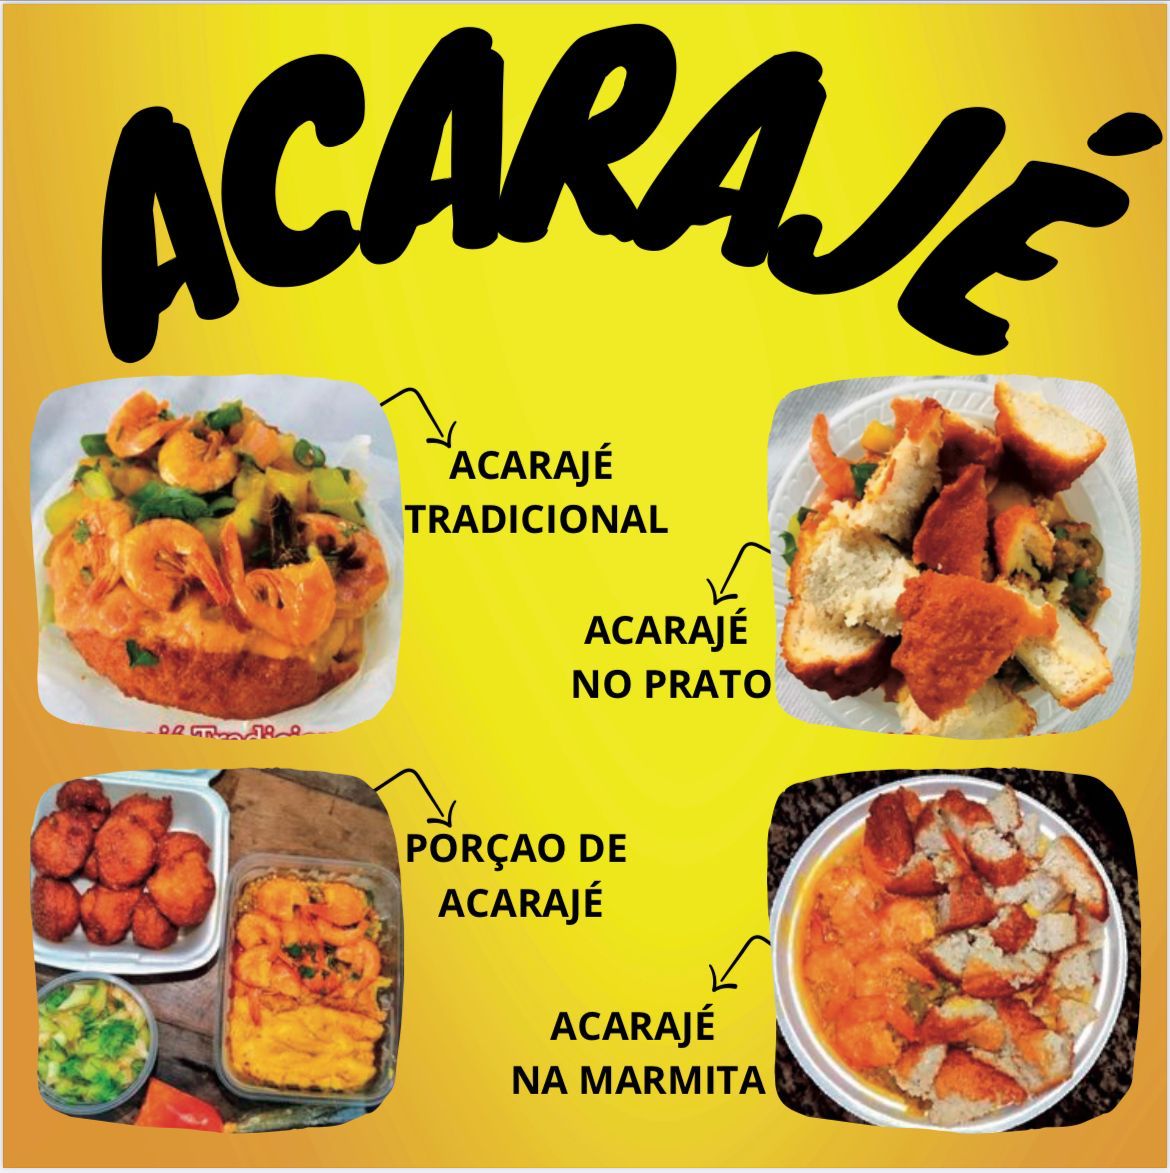 ACARAJÉ
ACARAJÉ
TRADICIONAL
ACARAJÉ
NO PRATO
PORÇAO DE
ACARAJÉ
ACARAJÉ
NA MARMITA